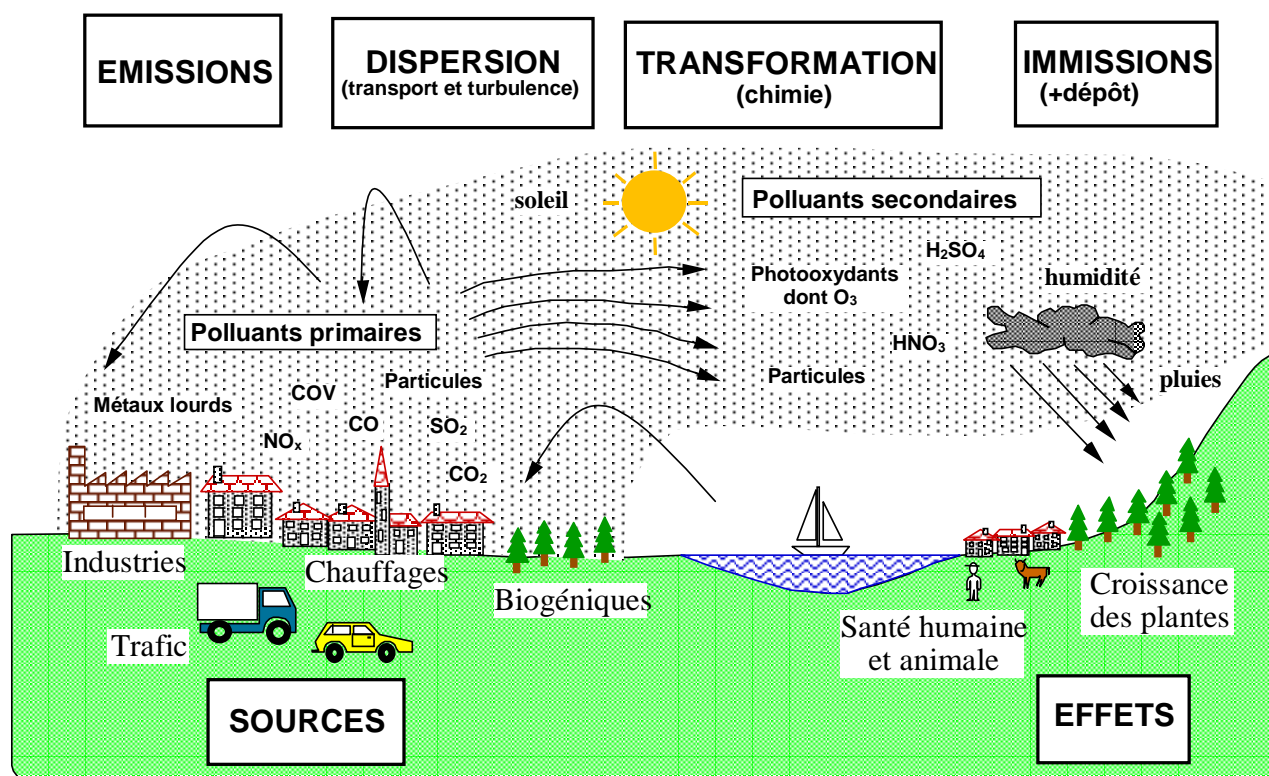 EMISSIONS
DISPERSION
(transport et turbulence)
TRANSFORMATION
(chimie)
IMMISSIONS
(+dépôt)
soleil
Polluants secondaires
H₂SO₄
Photooxydants
dont O₃
humidité
Polluants primaires
HNO₃
Particules
pluies
Particules
COV
Métaux lourds
CO
SO₂
NOₓ
CO₂
Industries
Chauffages
Biogéniques
Trafic
Santé humaine
et animale
Croissance
des plantes
SOURCES
EFFETS